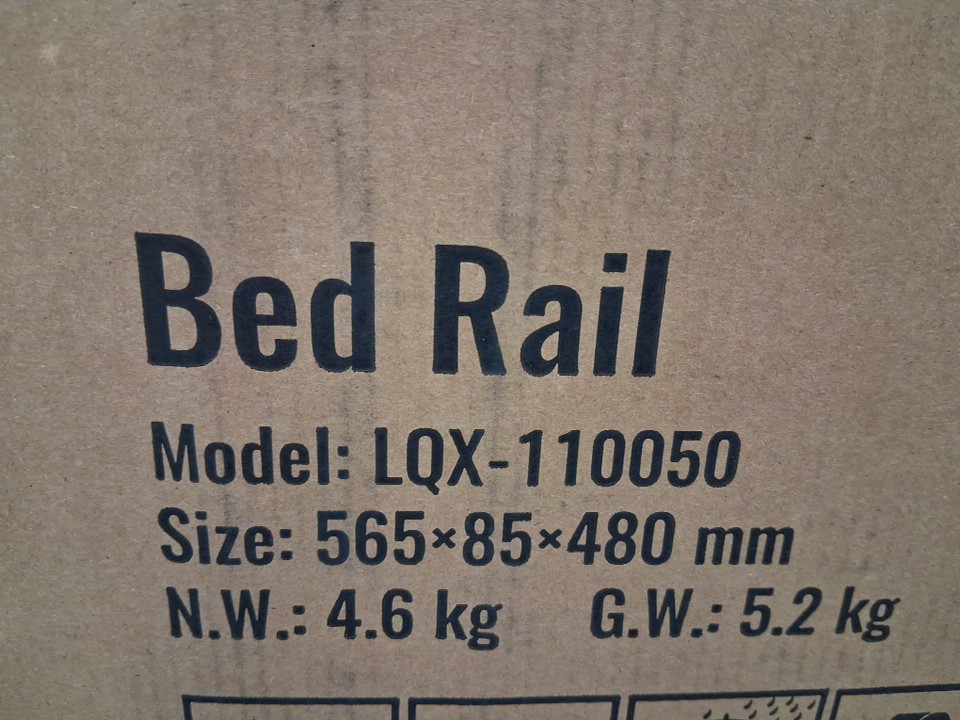 Bed Rail
Model: LQX-110050
Size: 565×85×480 mm
N.W.: 4.6 kg G.W.: 5.2 kg